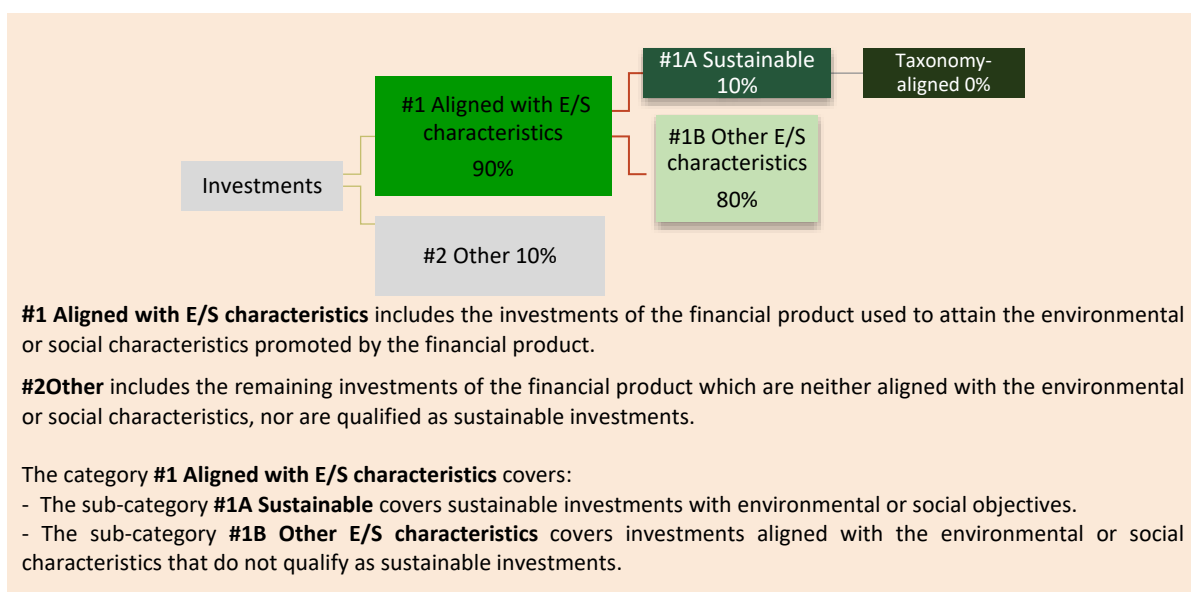 #1A Sustainable
10%
Taxonomy-
aligned 0%
#1 Aligned with E/S
characteristics
90%
#1B Other E/S
characteristics
80%
Investments
#2 Other 10%
#1 Aligned with E/S characteristics includes the investments of the financial product used to attain the environmental
or social characteristics promoted by the financial product.
#2Other includes the remaining investments of the financial product which are neither aligned with the environmental
or social characteristics, nor are qualified as sustainable investments.
The category #1 Aligned with E/S characteristics covers:
- The sub-category #1A Sustainable covers sustainable investments with environmental or social objectives.
- The sub-category #1B Other E/S characteristics covers investments aligned with the environmental or social
characteristics that do not qualify as sustainable investments.